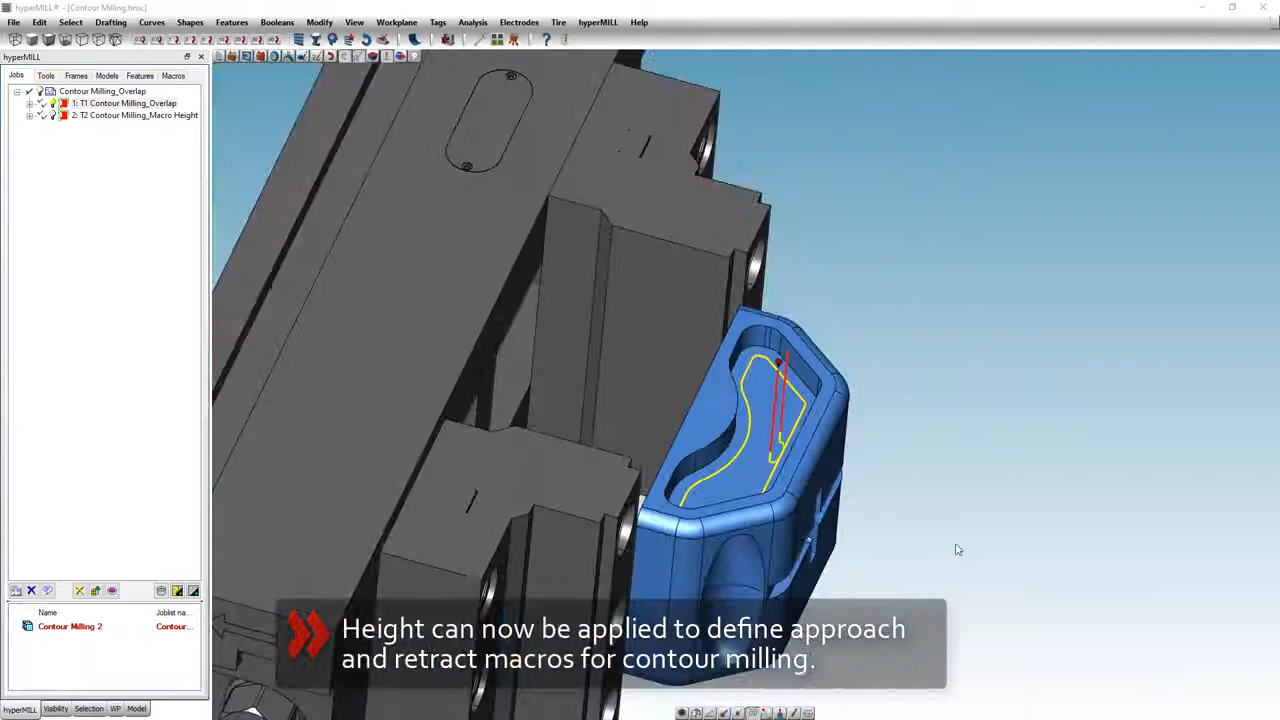 hyperMILL® - [Contour Milling.hmc]
File Edit Select Drafting Curves Shapes Features Booleans Modify View Workplane Tags Analysis Electrodes Tire hyperMILL Help
hyperMILL
Jobs Tools Frames Models Features Macros
Contour Milling_Overlap
1: T1 Contour Milling_Overlap
2: T2 Contour Milling_Macro Height
Name Joblist na...
Contour Milling 2 Contour...
Height can now be applied to define approach
and retract macros for contour milling.
hyperMILL Visibility Selection WP Model